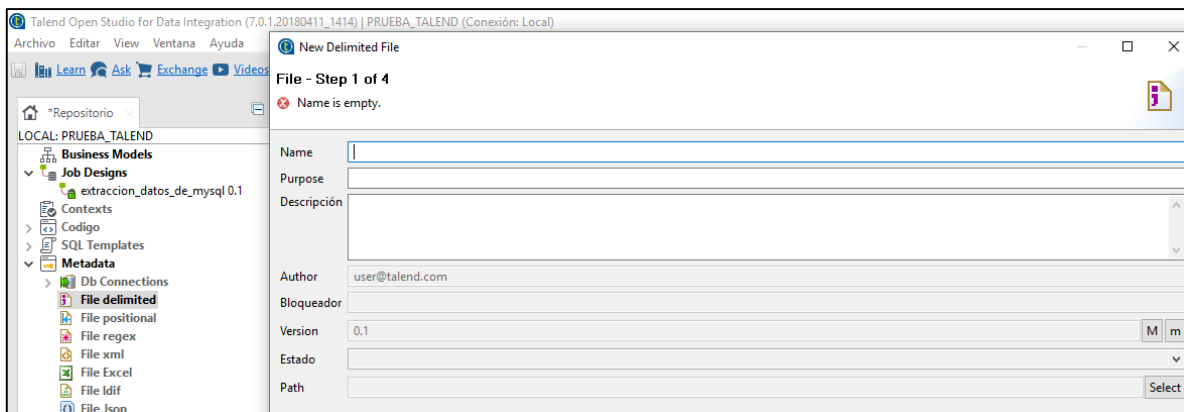 Talend Open Studio for Data Integration (7.0.1.20180411_1414) | PRUEBA_TALEND (Conexión: Local)
Archivo Editar View Ventana Ayuda
Learn Ask Exchange Videos
*Repositorio
LOCAL: PRUEBA_TALEND
Business Models
Job Designs
extraccion_datos_de_mysql 0.1
Contexts
Codigo
SQL Templates
Metadata
Db Connections
File delimited
File positional
File regex
File xml
File Excel
File ldif
File Json
New Delimited File
File - Step 1 of 4
Name is empty.
Name
Purpose
Descripción
Author user@talend.com
Bloqueador
Version 0.1 M m
Estado
Path Select